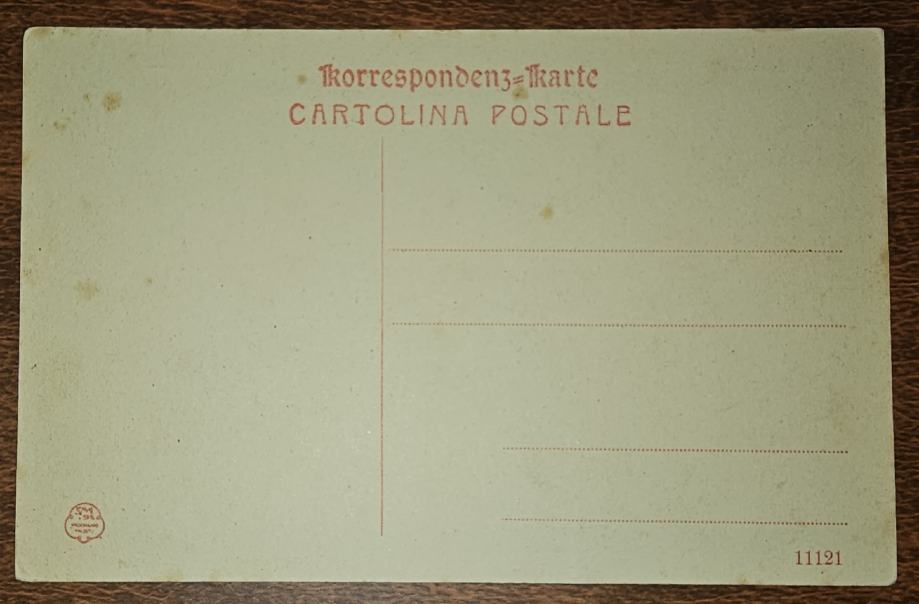 Korrespondenz=Karte
CARTOLINA POSTALE
11121